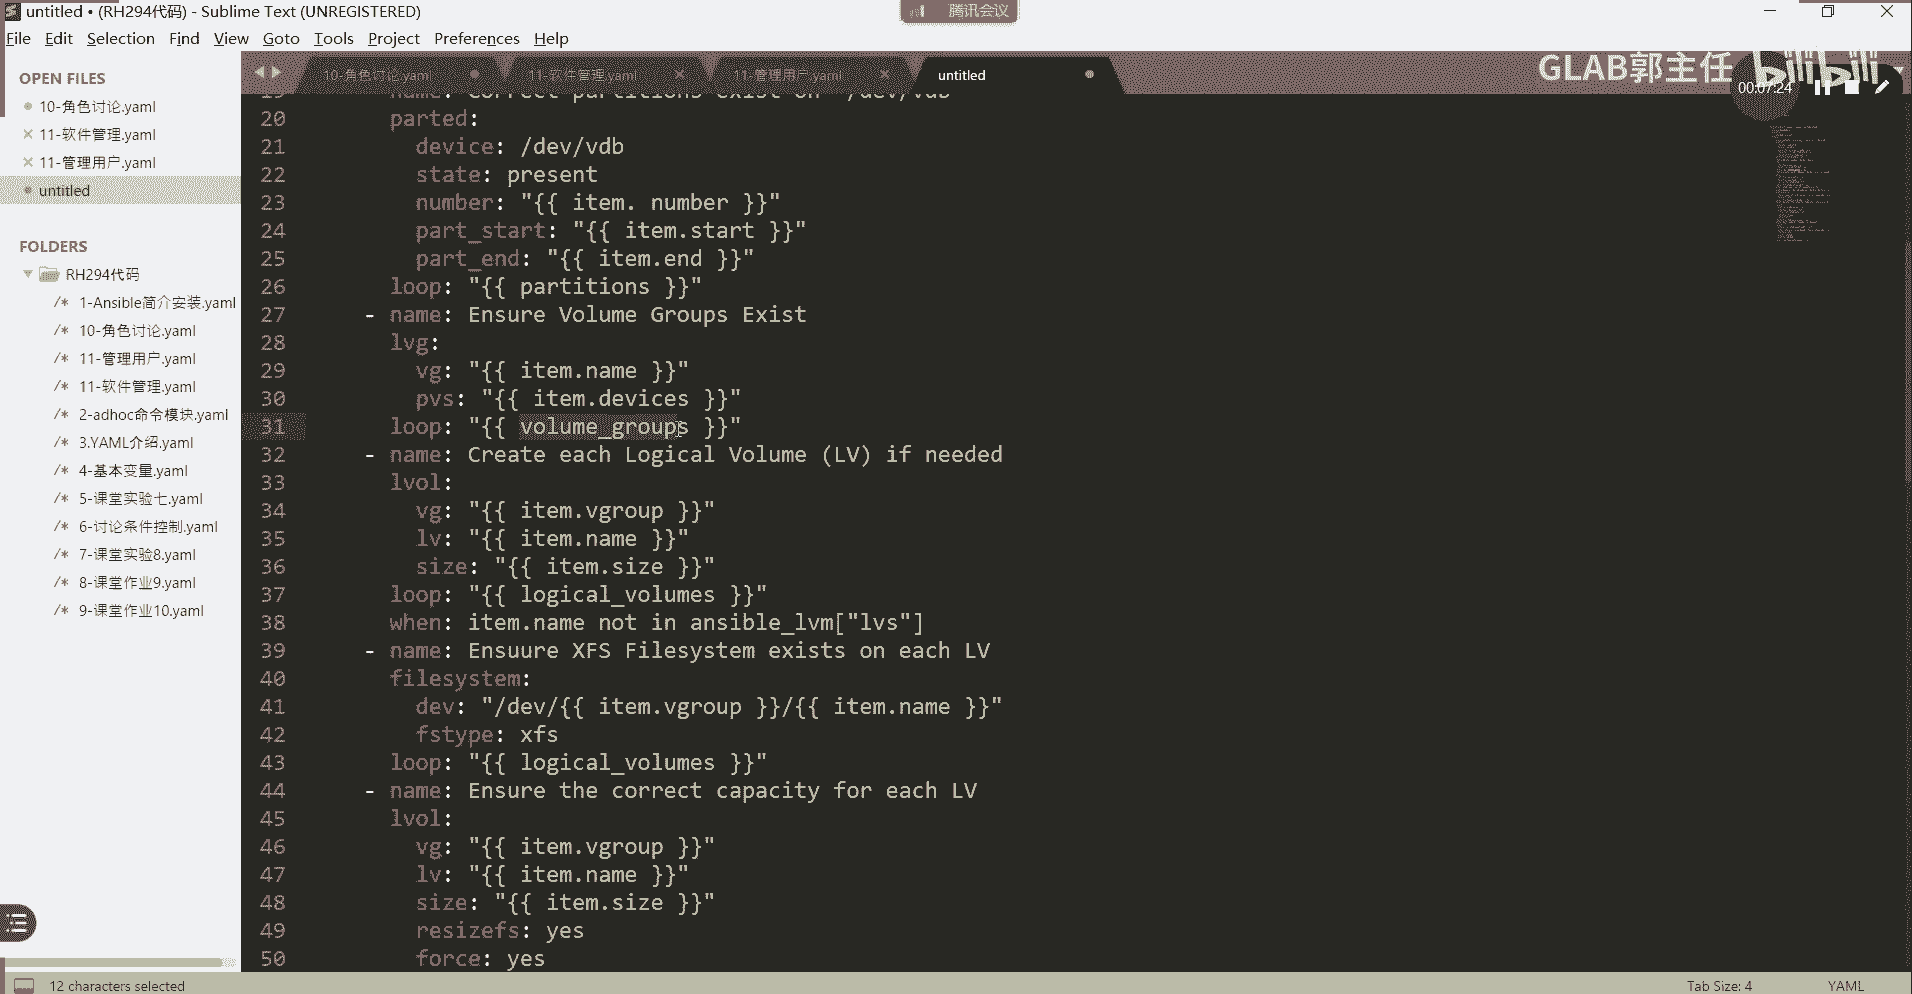 untitled • (RH294代码) - Sublime Text (UNREGISTERED)
腾讯会议
File Edit Selection Find View Goto Tools Project Preferences Help
OPEN FILES
10-角色讨论.yaml
11-软件管理.yaml
11-管理用户.yaml
untitled
FOLDERS
RH294代码
/* 1-Ansible简介安装.yaml
/* 10-角色讨论.yaml
/* 11-管理用户.yaml
/* 11-软件管理.yaml
/* 2-adhoc命令模块.yaml
/* 3.YAML介绍.yaml
/* 4-基本变量.yaml
/* 5-课堂实验七.yaml
/* 6-讨论条件控制.yaml
/* 7-课堂实验8.yaml
/* 8-课堂作业9.yaml
/* 9-课堂作业10.yaml
10-角色讨论.yaml 11-软件管理.yaml 11-管理用户.yaml untitled
GLAB郭主任 bilibili
00:07:24
19 name: Correct partitions exist on /dev/vdb
20 parted:
21 device: /dev/vdb
22 state: present
23 number: "{{ item. number }}"
24 part_start: "{{ item.start }}"
25 part_end: "{{ item.end }}"
26 loop: "{{ partitions }}"
27 - name: Ensure Volume Groups Exist
28 lvg:
29 vg: "{{ item.name }}"
30 pvs: "{{ item.devices }}"
31 loop: "{{ volume_groups }}"
32 - name: Create each Logical Volume (LV) if needed
33 lvol:
34 vg: "{{ item.vgroup }}"
35 lv: "{{ item.name }}"
36 size: "{{ item.size }}"
37 loop: "{{ logical_volumes }}"
38 when: item.name not in ansible_lvm["lvs"]
39 - name: Ensuure XFS Filesystem exists on each LV
40 filesystem:
41 dev: "/dev/{{ item.vgroup }}/{{ item.name }}"
42 fstype: xfs
43 loop: "{{ logical_volumes }}"
44 - name: Ensure the correct capacity for each LV
45 lvol:
46 vg: "{{ item.vgroup }}"
47 lv: "{{ item.name }}"
48 size: "{{ item.size }}"
49 resizefs: yes
50 force: yes
12 characters selected
Tab Size: 4 YAML